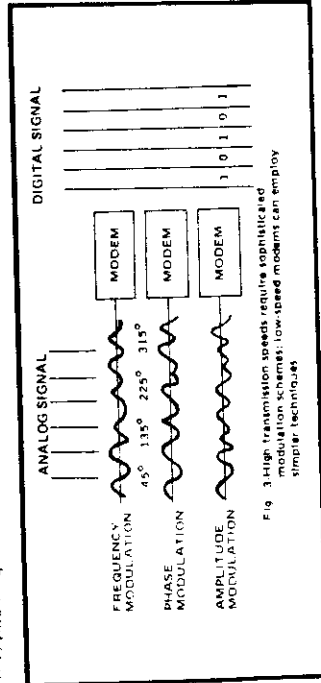 ANALOG SIGNAL
DIGITAL SIGNAL
FREQUENCY
MODULATION
MODEM
45° 135° 225° 315°
PHASE
MODULATION
MODEM
AMPLITUDE
MODULATION
MODEM
1 0 1 0 1
Fig 3-High transmission speeds require sophisticated
modulation schemes; low-speed modems can employ
simpler techniques